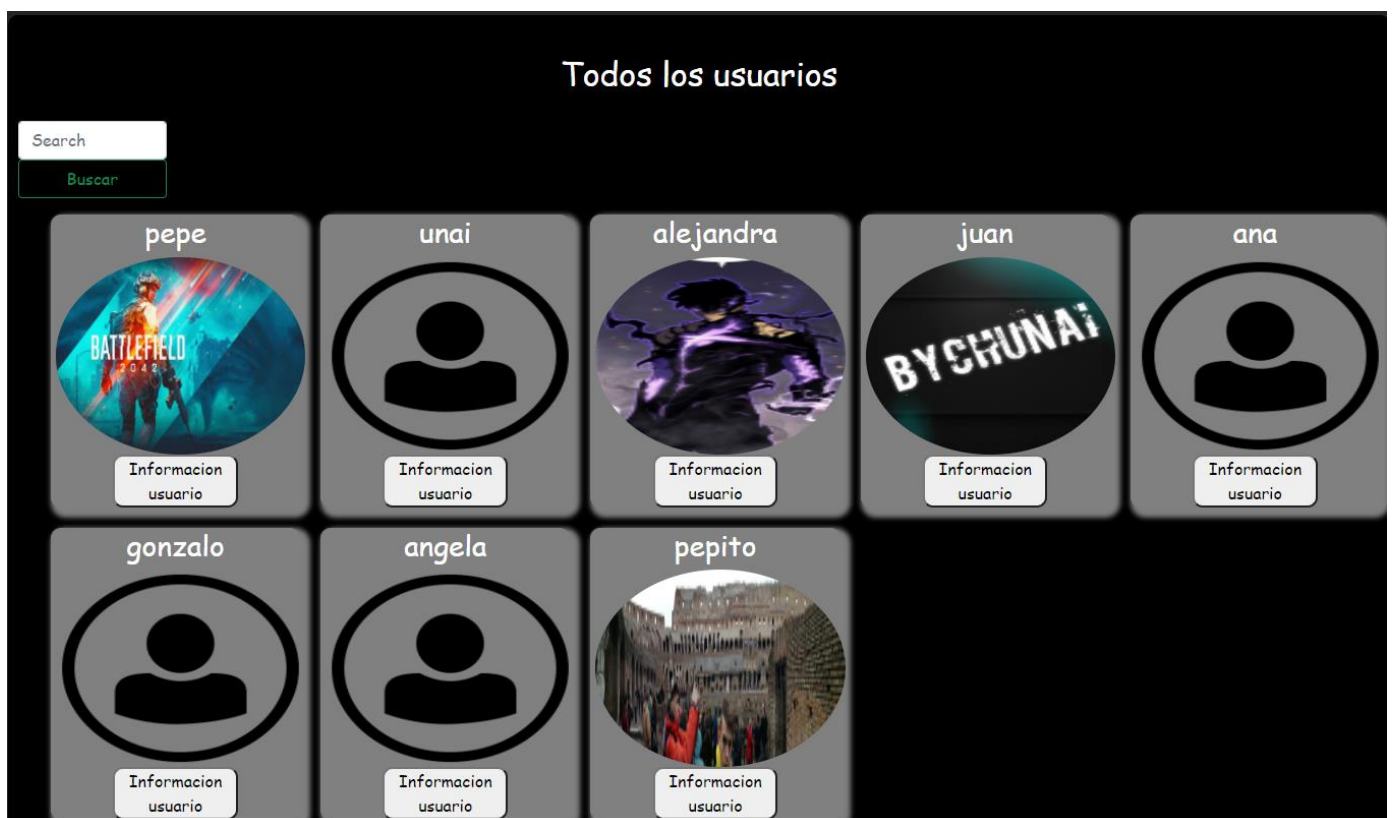 Todos los usuarios
Search
Buscar
pepe
unai
alejandra
juan
ana
BATTLEFIELD
2042
BYCHUNAi
Informacion
usuario
Informacion
usuario
Informacion
usuario
Informacion
usuario
Informacion
usuario
gonzalo
angela
pepito
Informacion
usuario
Informacion
usuario
Informacion
usuario